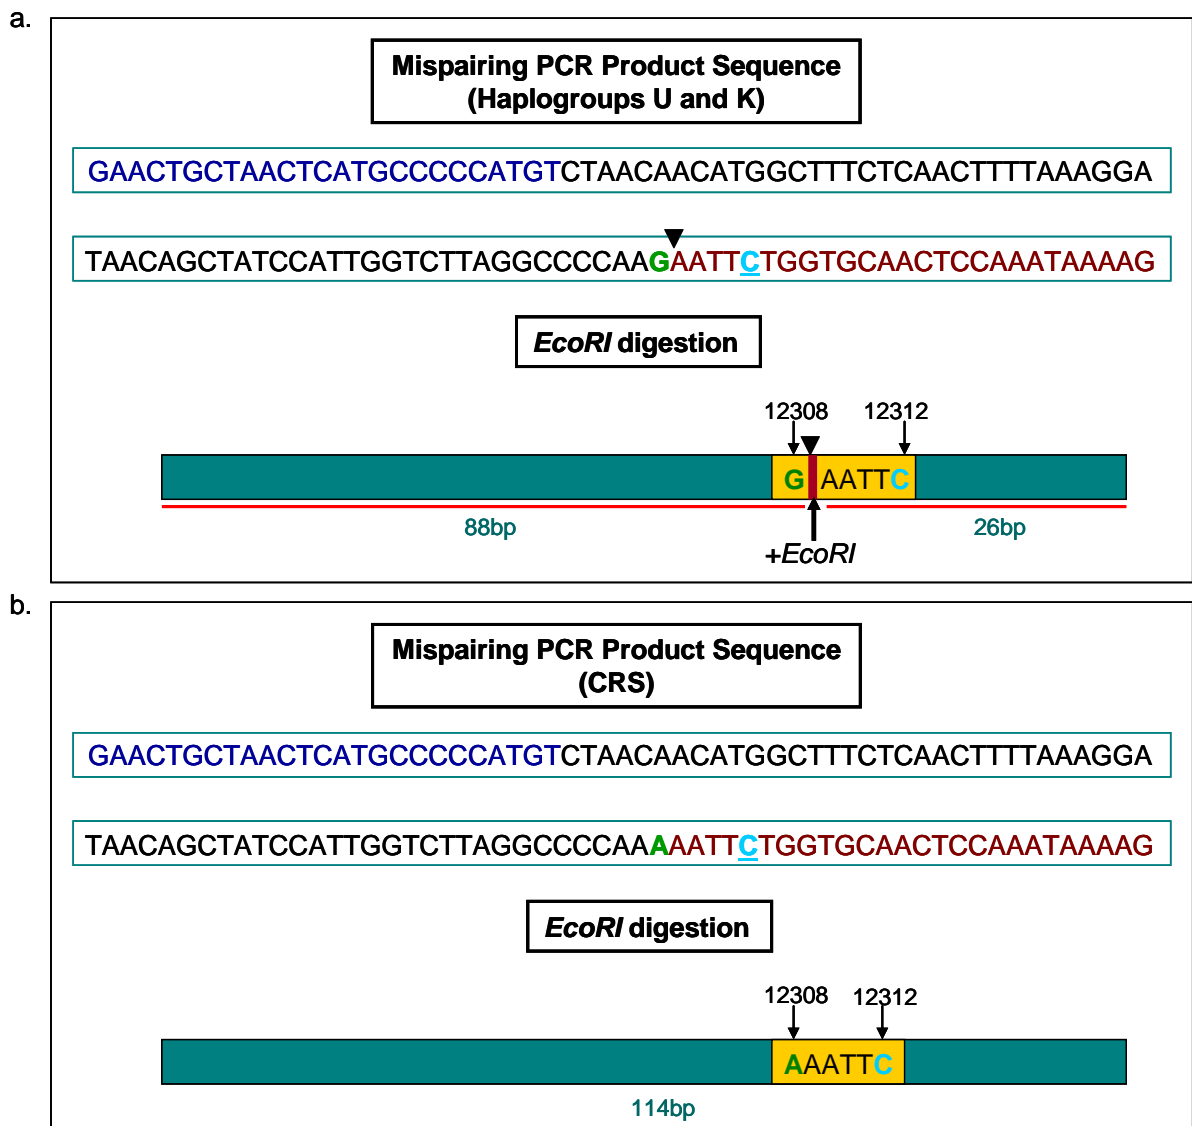 a.
Mispairing PCR Product Sequence
(Haplogroups U and K)
GAACTGCTAACTCATGCCCCCATGTCTAACAACATGGCTTTCTCAACTTTTAAAGGA
TAACAGCTATCCATTGGTCTTAGGCCCCAAGAATTCTGGTGCAACTCCAAATAAAAG
EcoRI digestion
12308 12312
G AATTC
88bp 26bp
+EcoRI
b.
Mispairing PCR Product Sequence
(CRS)
GAACTGCTAACTCATGCCCCCATGTCTAACAACATGGCTTTCTCAACTTTTAAAGGA
TAACAGCTATCCATTGGTCTTAGGCCCCAAAAATTCTGGTGCAACTCCAAATAAAAG
EcoRI digestion
12308 12312
AAATTC
114bp